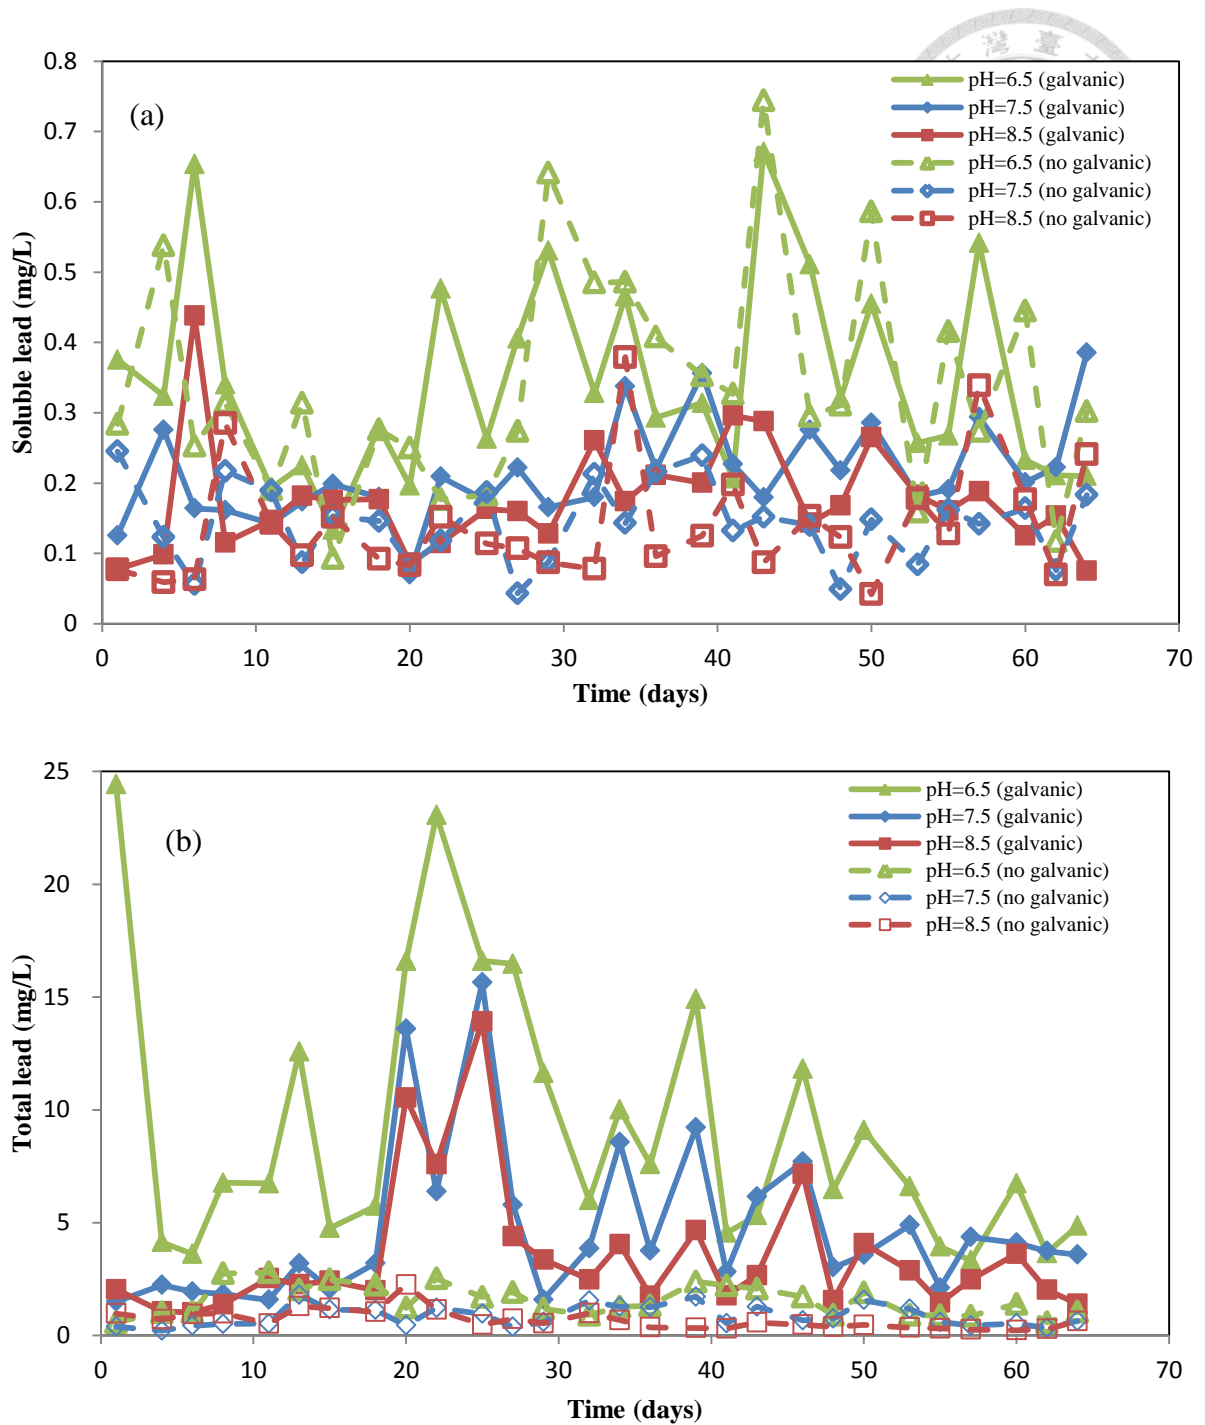 灣 臺
0.8
0.7
0.6
0.5
0.4
0.3
0.2
0.1
0
Soluble lead (mg/L)
(a)
pH=6.5 (galvanic)
pH=7.5 (galvanic)
pH=8.5 (galvanic)
pH=6.5 (no galvanic)
pH=7.5 (no galvanic)
pH=8.5 (no galvanic)
0 10 20 30 40 50 60 70
Time (days)
25
20
15
10
5
0
Total lead (mg/L)
(b)
pH=6.5 (galvanic)
pH=7.5 (galvanic)
pH=8.5 (galvanic)
pH=6.5 (no galvanic)
pH=7.5 (no galvanic)
pH=8.5 (no galvanic)
0 10 20 30 40 50 60 70
Time (days)